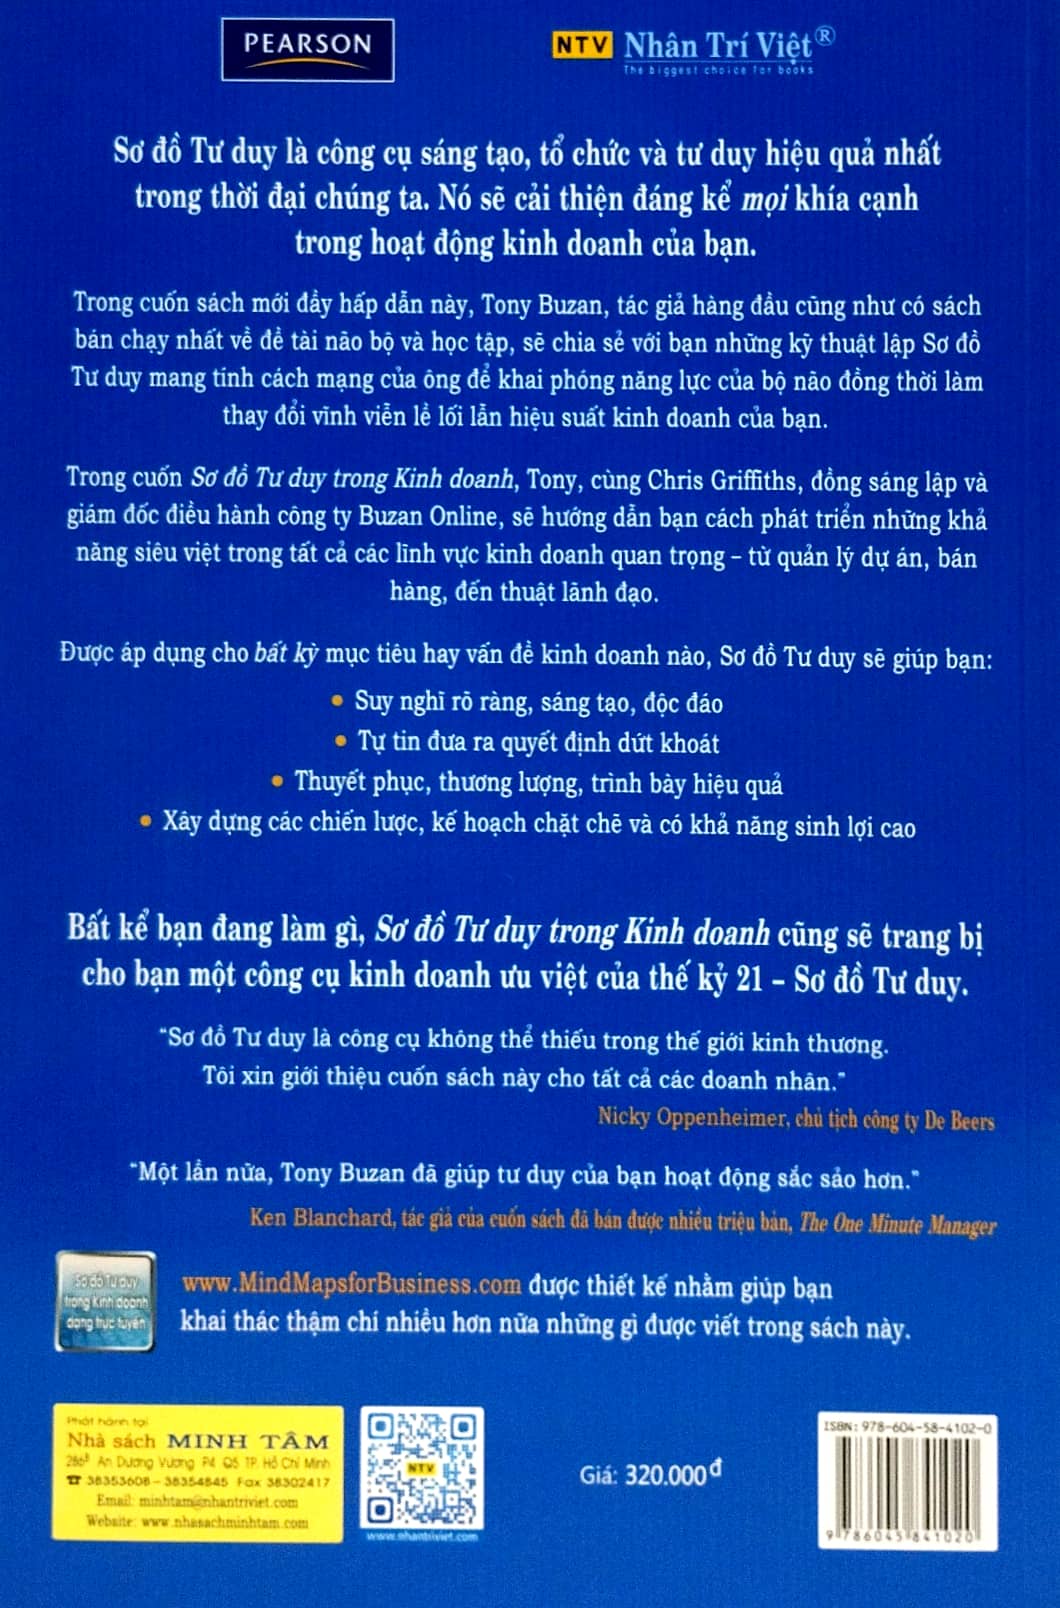 PEARSON
NTV Nhân Trí Việt®
The biggest choice for books
Sơ đồ Tư duy là công cụ sáng tạo, tổ chức và tư duy hiệu quả nhất
trong thời đại chúng ta. Nó sẽ cải thiện đáng kể mọi khía cạnh
trong hoạt động kinh doanh của bạn.
Trong cuốn sách mới đầy hấp dẫn này, Tony Buzan, tác giả hàng đầu cũng như có sách
bán chạy nhất về đề tài não bộ và học tập, sẽ chia sẻ với bạn những kỹ thuật lập Sơ đồ
Tư duy mang tính cách mạng của ông để khai phóng năng lực của bộ não đồng thời làm
thay đổi vĩnh viễn lề lối lẫn hiệu suất kinh doanh của bạn.
Trong cuốn Sơ đồ Tư duy trong Kinh doanh, Tony, cùng Chris Griffiths, đồng sáng lập và
giám đốc điều hành công ty Buzan Online, sẽ hướng dẫn bạn cách phát triển những khả
năng siêu việt trong tất cả các lĩnh vực kinh doanh quan trọng – từ quản lý dự án, bán
hàng, đến thuật lãnh đạo.
Được áp dụng cho bất kỳ mục tiêu hay vấn đề kinh doanh nào, Sơ đồ Tư duy sẽ giúp bạn:
• Suy nghĩ rõ ràng, sáng tạo, độc đáo
• Tự tin đưa ra quyết định dứt khoát
• Thuyết phục, thương lượng, trình bày hiệu quả
• Xây dựng các chiến lược, kế hoạch chặt chẽ và có khả năng sinh lợi cao
Bất kể bạn đang làm gì, Sơ đồ Tư duy trong Kinh doanh cũng sẽ trang bị
cho bạn một công cụ kinh doanh ưu việt của thế kỷ 21 – Sơ đồ Tư duy.
“Sơ đồ Tư duy là công cụ không thể thiếu trong thế giới kinh thương.
Tôi xin giới thiệu cuốn sách này cho tất cả các doanh nhân.”
Nicky Oppenheimer, chủ tịch công ty De Beers
“Một lần nữa, Tony Buzan đã giúp tư duy của bạn hoạt động sắc sảo hơn.”
Ken Blanchard, tác giả của cuốn sách đã bán được nhiều triệu bản, The One Minute Manager
Sơ đồ Tư duy
trong Kinh doanh
dạng trực tuyến
www.MindMapsforBusiness.com được thiết kế nhằm giúp bạn
khai thác thậm chí nhiều hơn nữa những gì được viết trong sách này.
Phát hành tại
Nhà sách MINH TÂM
286B An Dương Vương P4 Q5 TP. Hồ Chí Minh
☎ 38353608 – 38354845 Fax 38302417
Email: minhtam@nhantriviet.com
Website: www.nhasachminhtam.com
NTV
www.nhantriviet.com
Giá: 320.000đ
ISBN: 978-604-58-4102-0
9 786045 841020